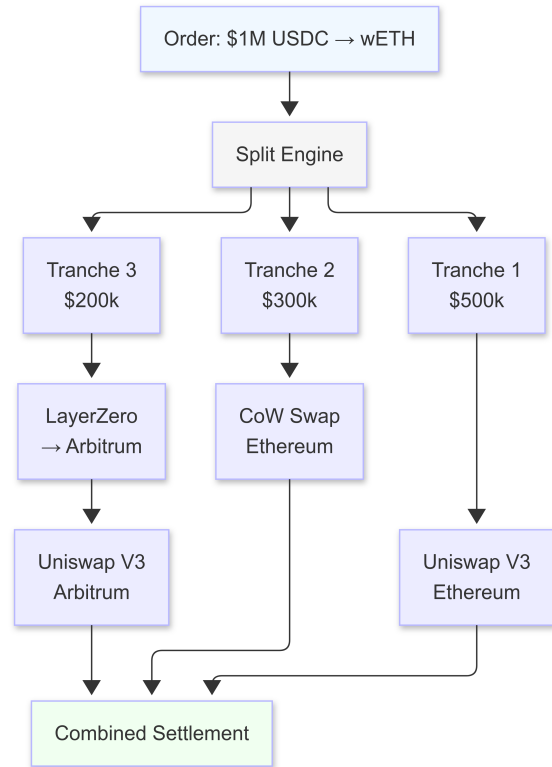 Order: $1M USDC → wETH
Split Engine
Tranche 3
$200k
Tranche 2
$300k
Tranche 1
$500k
LayerZero
→ Arbitrum
CoW Swap
Ethereum
Uniswap V3
Arbitrum
Uniswap V3
Ethereum
Combined Settlement